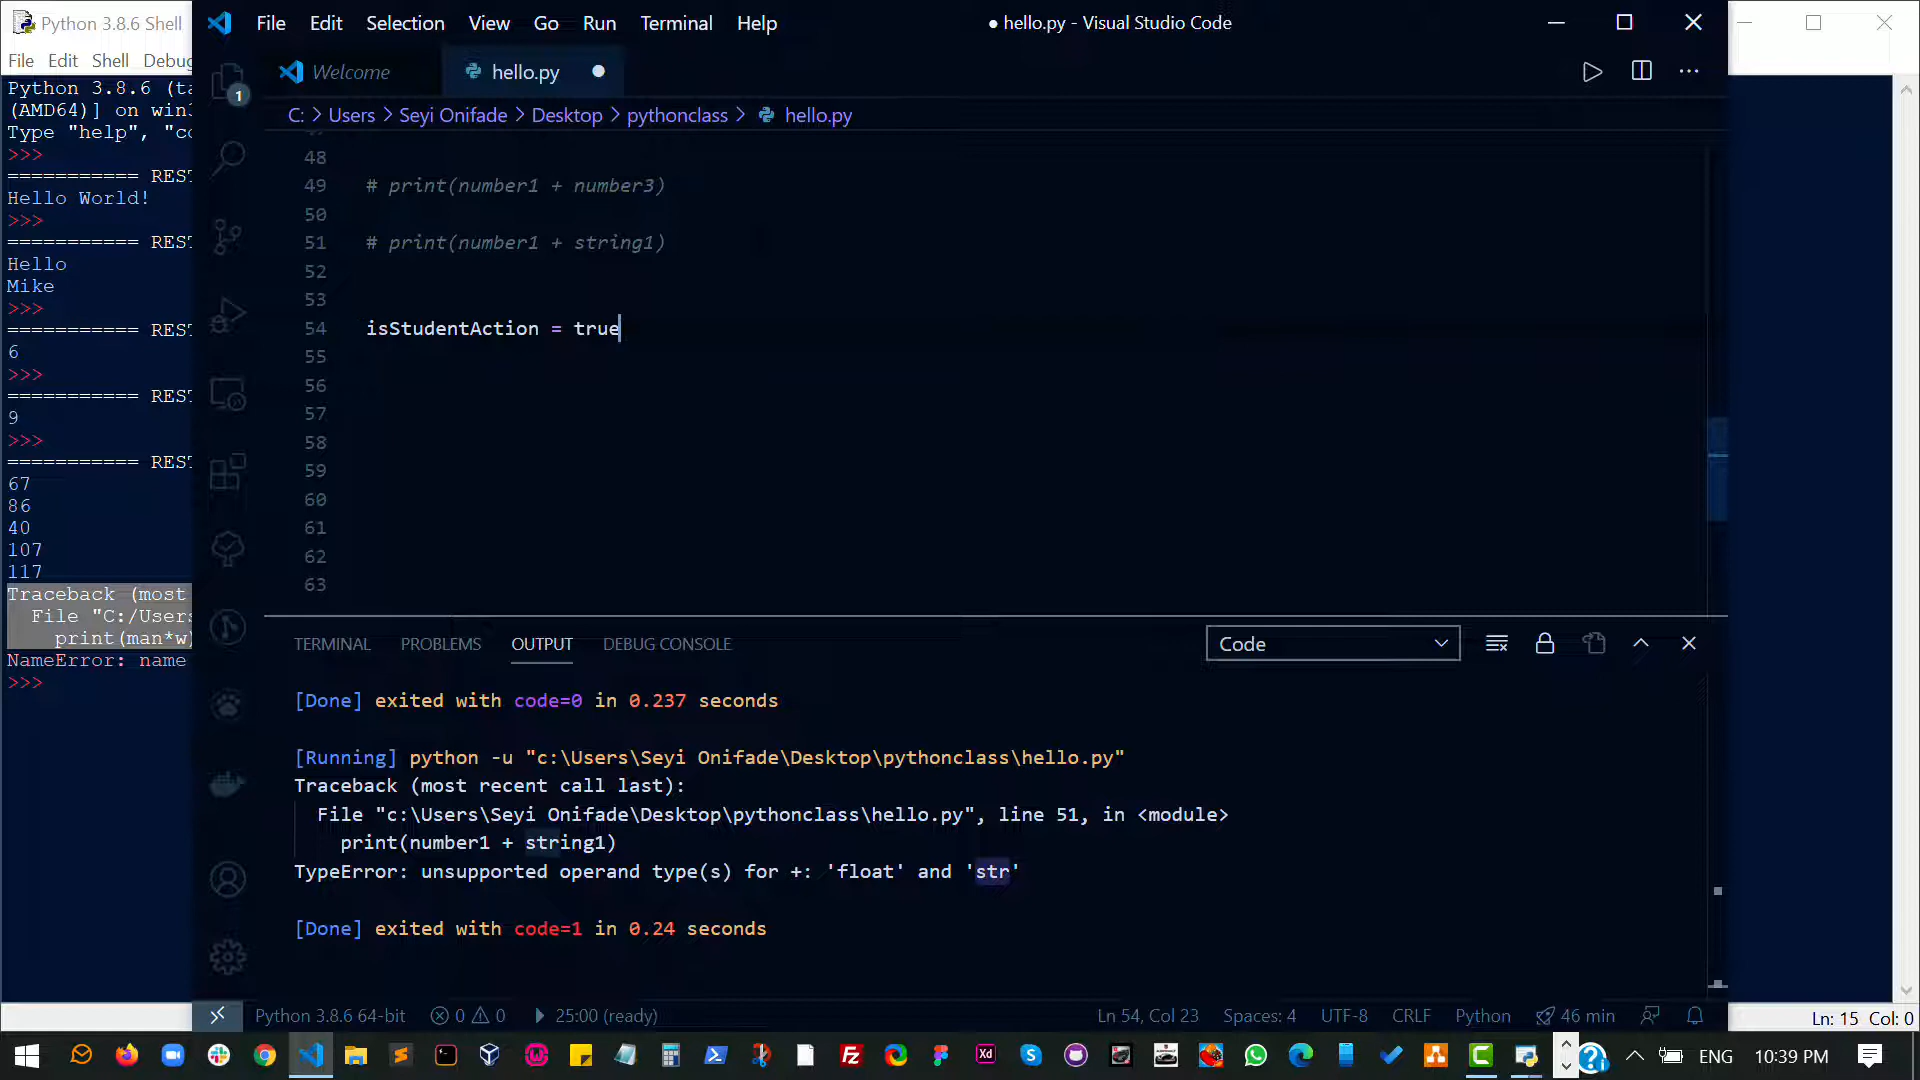 Python 3.8.6 Shell
File Edit Shell Debug
Python 3.8.6 (ta
(AMD64)] on win3
Type "help", "co
>>>
=========== REST
Hello World!
>>>
=========== REST
Hello
Mike
>>>
=========== REST
6
>>>
=========== REST
9
>>>
=========== REST
67
86
40
107
117
Traceback (most
File "C:/Users
print(man*w)
NameError: name
>>>
File Edit Selection View Go Run Terminal Help
● hello.py - Visual Studio Code
Welcome
hello.py
1
C: > Users > Seyi Onifade > Desktop > pythonclass > hello.py
48
49 # print(number1 + number3)
50
51 # print(number1 + string1)
52
53
54 isStudentAction = true
55
56
57
58
59
60
61
62
63
TERMINAL PROBLEMS OUTPUT DEBUG CONSOLE
Code
[Done] exited with code=0 in 0.237 seconds
[Running] python -u "c:\Users\Seyi Onifade\Desktop\pythonclass\hello.py"
Traceback (most recent call last):
File "c:\Users\Seyi Onifade\Desktop\pythonclass\hello.py", line 51, in <module>
print(number1 + string1)
TypeError: unsupported operand type(s) for +: 'float' and 'str'
[Done] exited with code=1 in 0.24 seconds
Python 3.8.6 64-bit 0 0 25:00 (ready)
Ln 54, Col 23 Spaces: 4 UTF-8 CRLF Python 46 min
Ln: 15 Col: 0
Xd
ENG 10:39 PM